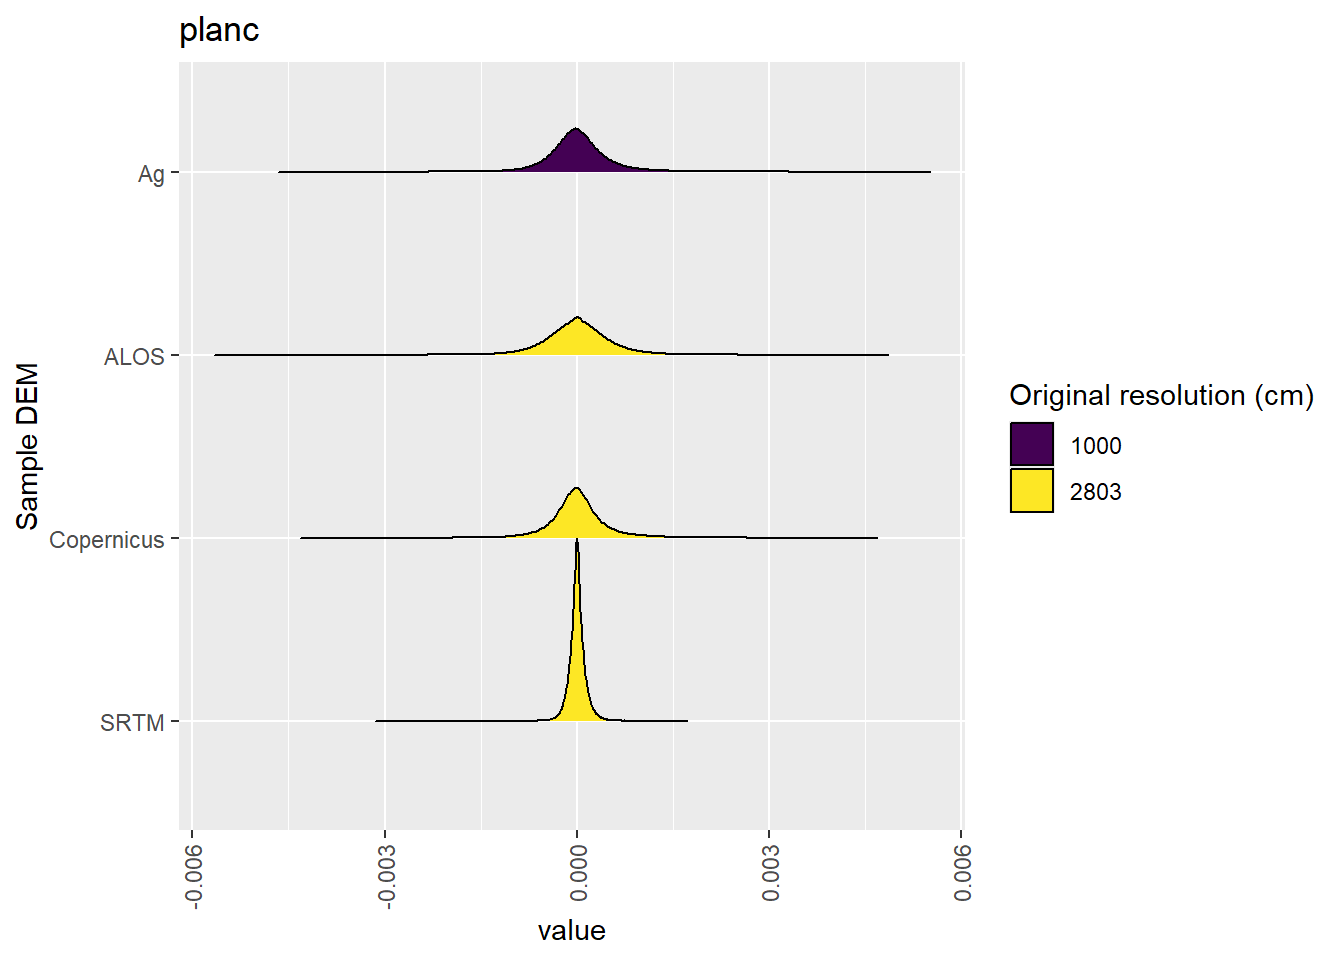 planc
Ag
ALOS
Copernicus
SRTM
Sample DEM
-0.006
-0.003
0.000
0.003
0.006
value
Original resolution (cm)
1000
2803